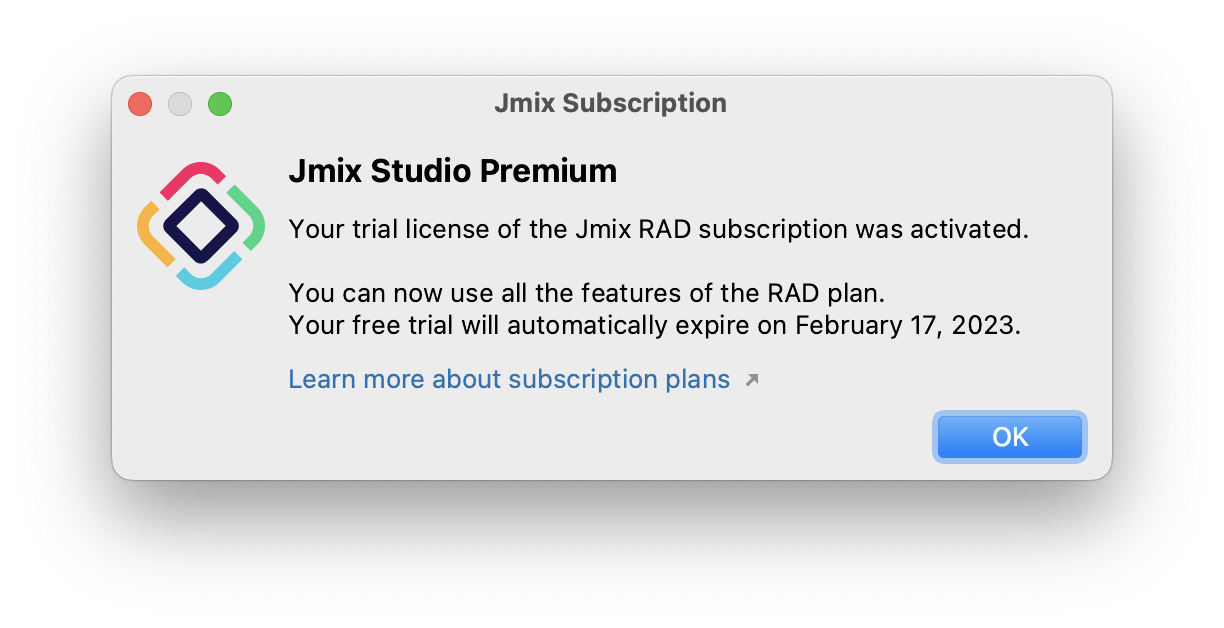 Jmix Subscription
Jmix Studio Premium
Your trial license of the Jmix RAD subscription was activated.
You can now use all the features of the RAD plan.
Your free trial will automatically expire on February 17, 2023.
Learn more about subscription plans
OK